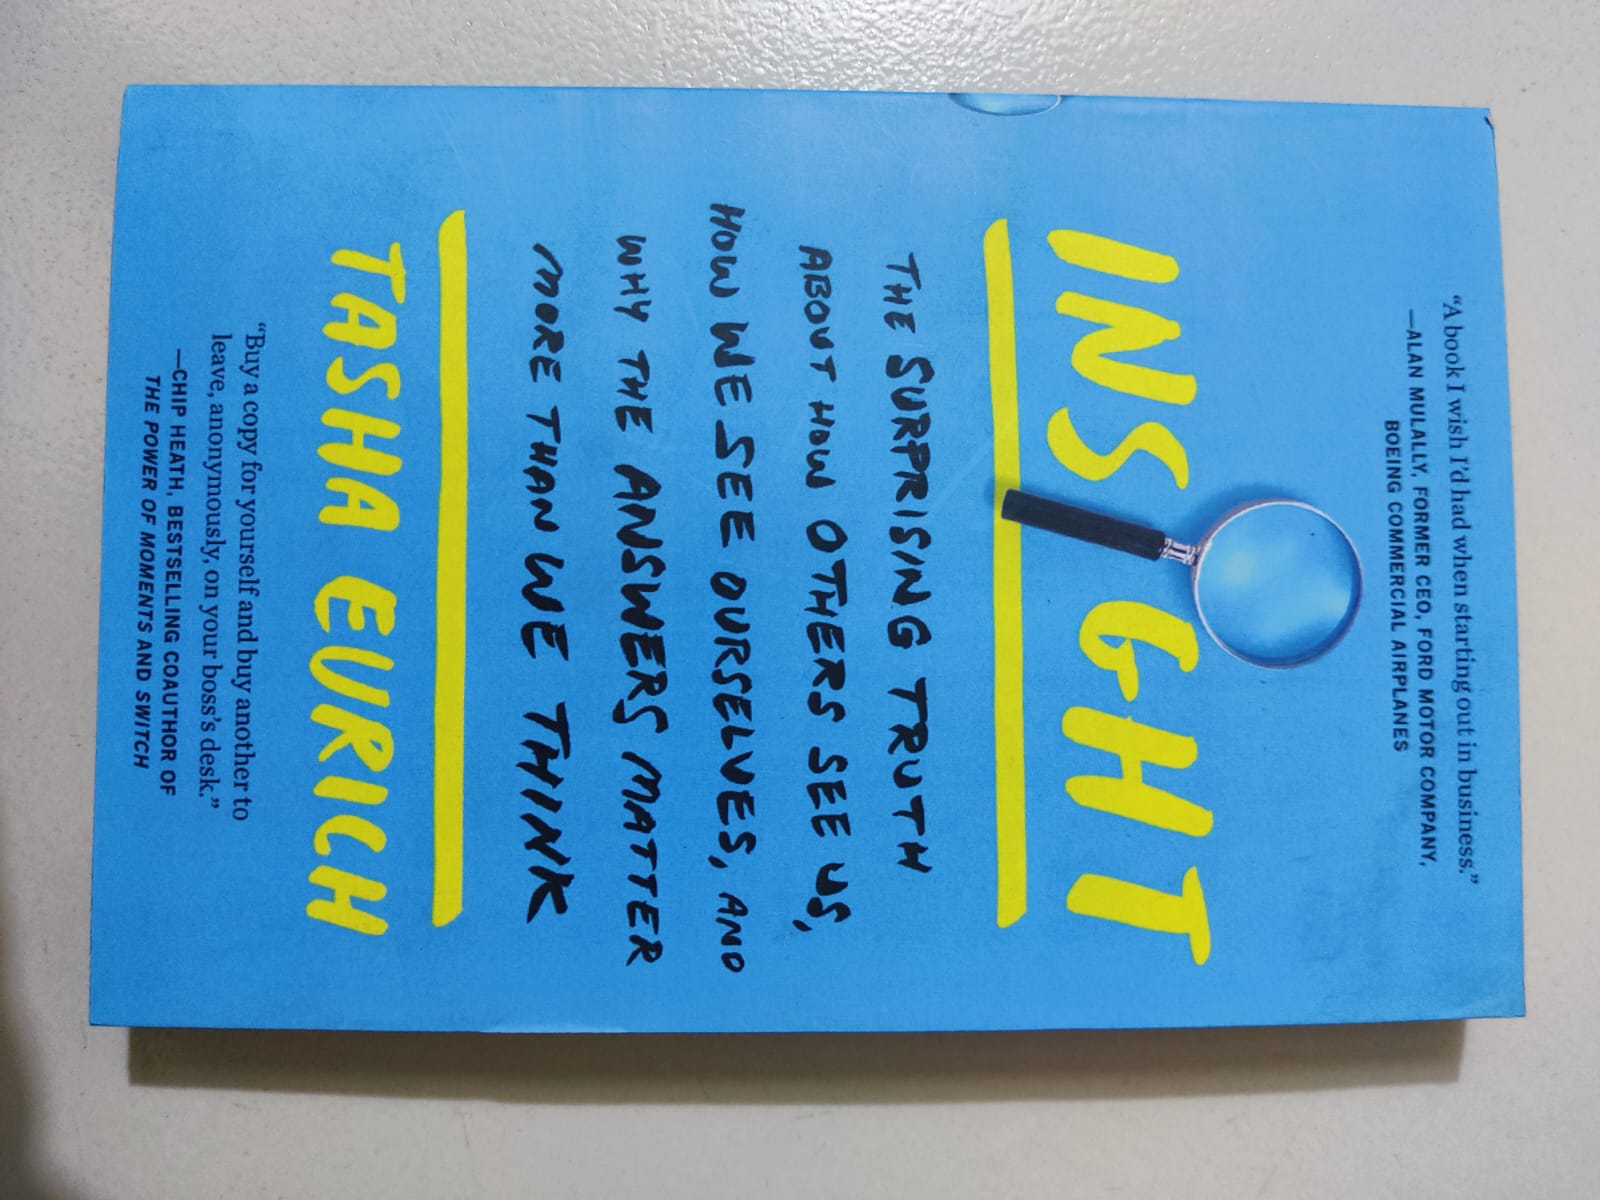 “A book I wish I’d had when starting out in business.”
—ALAN MULALLY, FORMER CEO, FORD MOTOR COMPANY,
BOEING COMMERCIAL AIRPLANES
INSIGHT
THE SURPRISING TRUTH
ABOUT HOW OTHERS SEE US,
HOW WE SEE OURSELVES, AND
WHY THE ANSWERS MATTER
MORE THAN WE THINK
TASHA EURICH
“Buy a copy for yourself and buy another to
leave, anonymously, on your boss’s desk.”
—CHIP HEATH, BESTSELLING COAUTHOR OF
THE POWER OF MOMENTS AND SWITCH